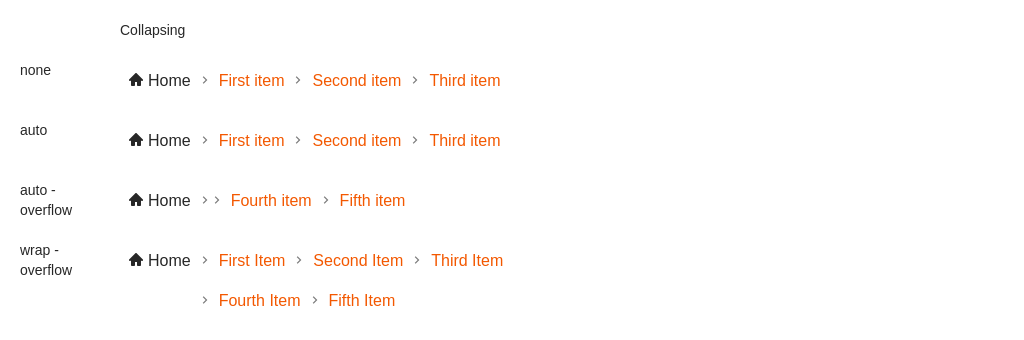 Collapsing
none
Home > First item > Second item > Third item
auto
Home > First item > Second item > Third item
auto -
overflow
Home > > Fourth item > Fifth item
wrap -
overflow
Home > First Item > Second Item > Third Item
> Fourth Item > Fifth Item